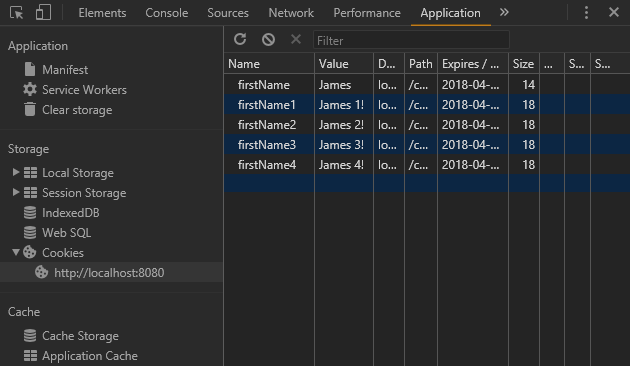 Elements Console Sources Network Performance Application »
Application
Manifest
Service Workers
Clear storage
Storage
Local Storage
Session Storage
IndexedDB
Web SQL
Cookies
http://localhost:8080
Cache
Cache Storage
Application Cache
Filter
Name Value D... Path Expires / ... Size ... S... S...
firstName James lo... /c... 2018-04-... 14
firstName1 James 1! lo... /c... 2018-04-... 18
firstName2 James 2! lo... /c... 2018-04-... 18
firstName3 James 3! lo... /c... 2018-04-... 18
firstName4 James 4! lo... /c... 2018-04-... 18